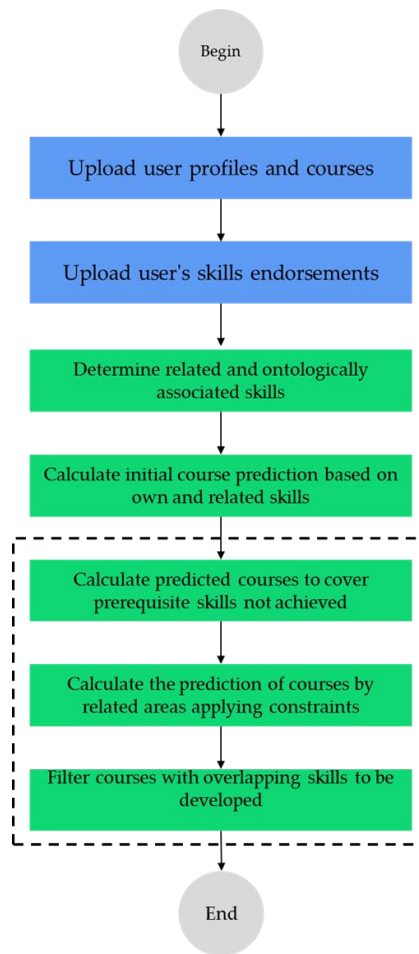 Begin
Upload user profiles and courses
Upload user's skills endorsements
Determine related and ontologically
associated skills
Calculate initial course prediction based on
own and related skills
Calculate predicted courses to cover
prerequisite skills not achieved
Calculate the prediction of courses by
related areas applying constraints
Filter courses with overlapping skills to be
developed
End